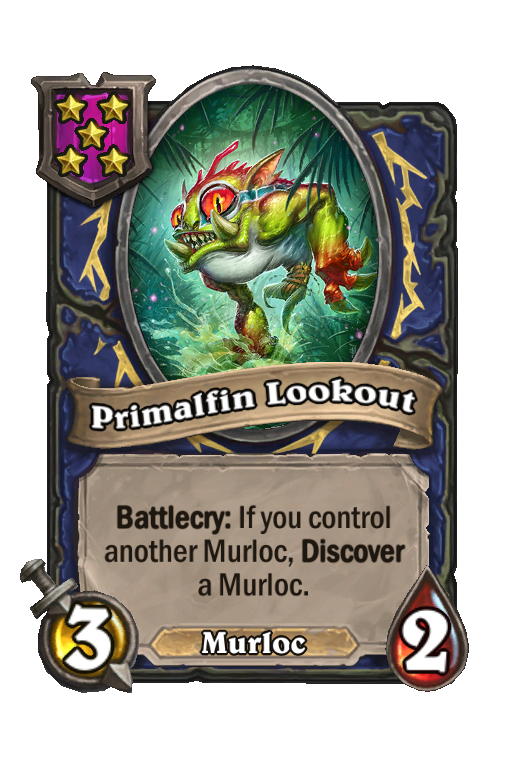 Primalfin Lookout
Battlecry: If you control
another Murloc, Discover
a Murloc.
3
Murloc
2